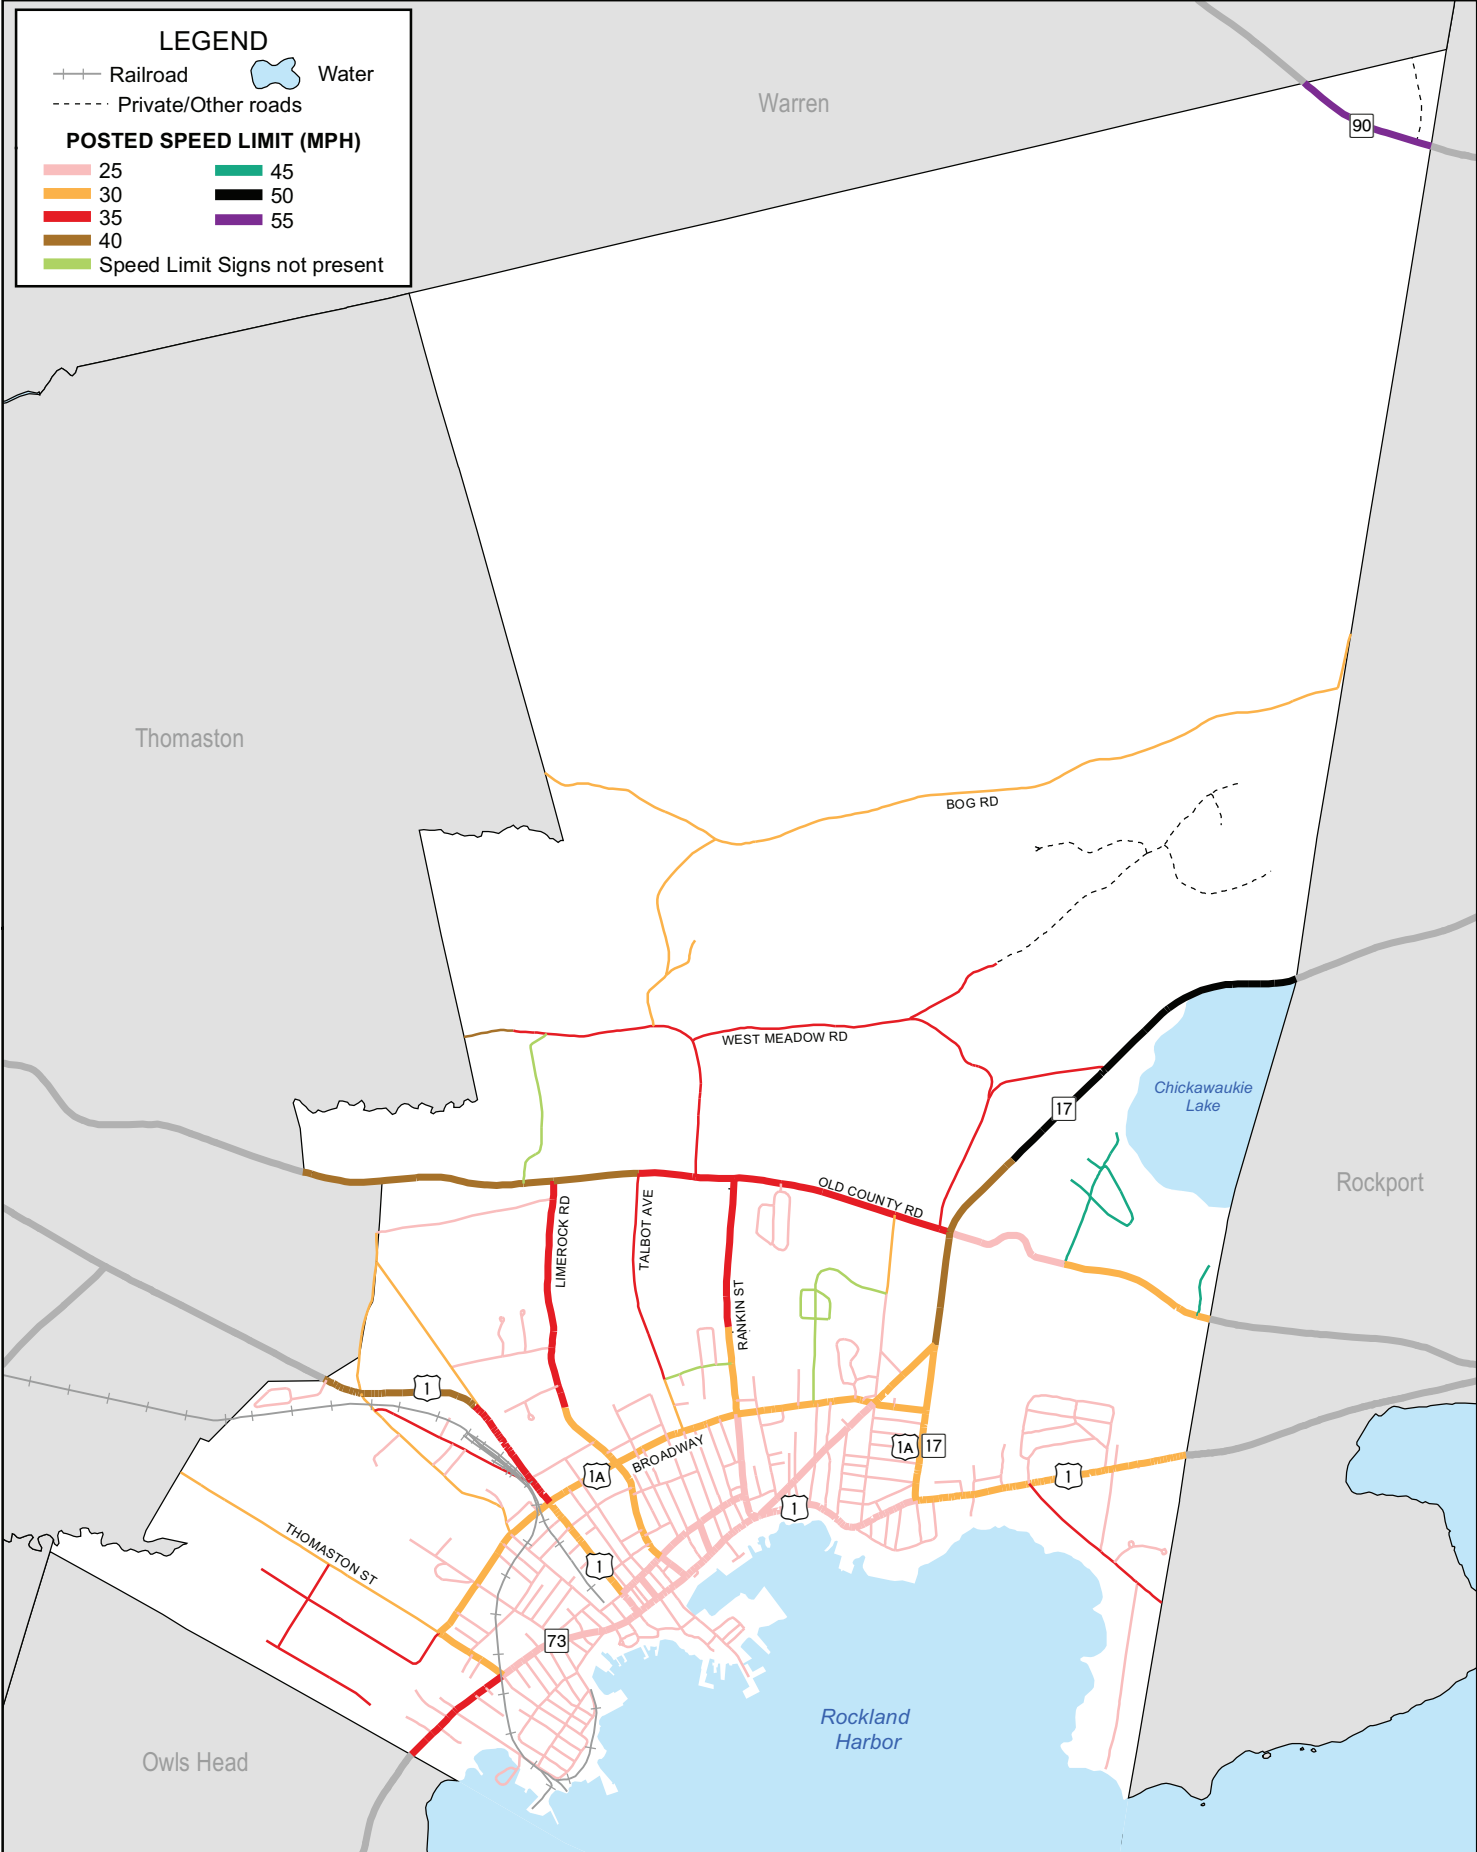 LEGEND
Railroad
Water
Private/Other roads
POSTED SPEED LIMIT (MPH)
25
45
30
50
35
55
40
Speed Limit Signs not present
Warren
90
Thomaston
BOG RD
WEST MEADOW RD
Chickawaukie
Lake
17
Rockport
OLD COUNTY RD
LIMEROCK RD
TALBOT AVE
RANKIN ST
1
BROADWAY
1A
1A
17
1
1
THOMASTON ST
1
73
Rockland
Harbor
Owls Head